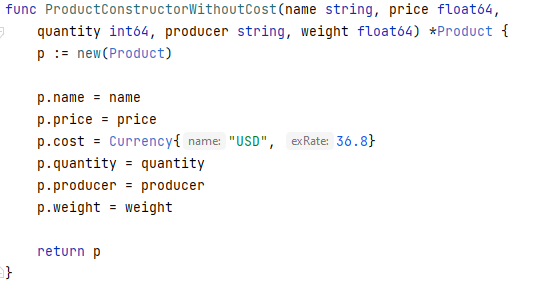 func ProductConstructorWithoutCost(name string, price float64,
    quantity int64, producer string, weight float64) *Product {
    p := new(Product)

    p.name = name
    p.price = price
    p.cost = Currency{ name: "USD", exRate: 36.8}
    p.quantity = quantity
    p.producer = producer
    p.weight = weight

    return p
}